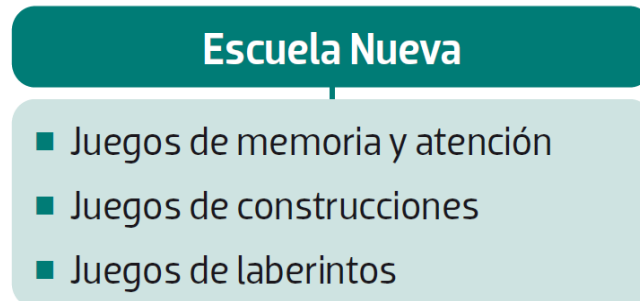 Escuela Nueva
Juegos de memoria y atención
Juegos de construcciones
Juegos de laberintos